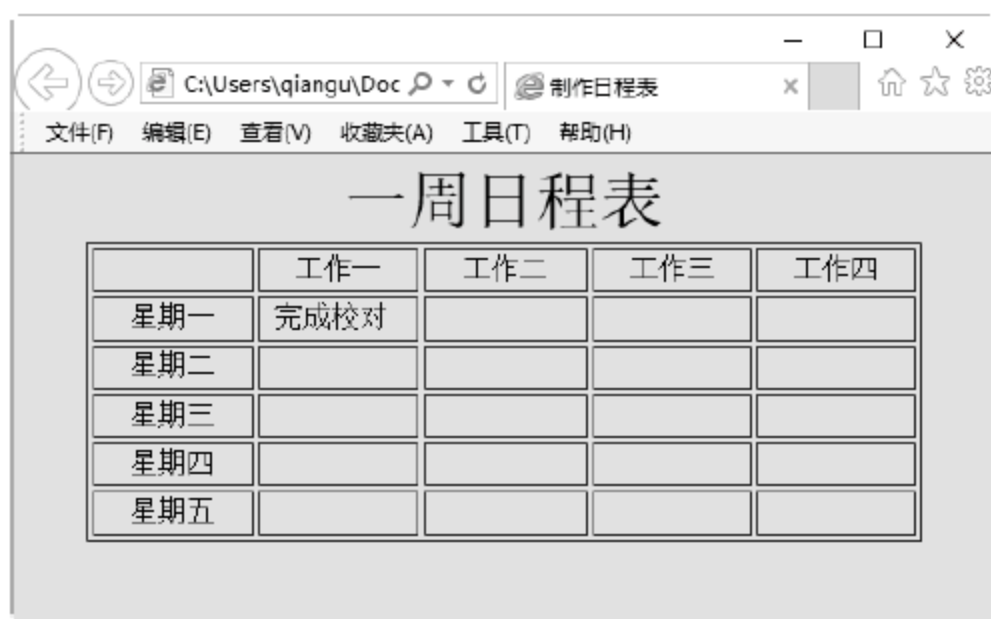 C:\Users\qiangu\Doc 制作日程表
文件(F) 编辑(E) 查看(V) 收藏夹(A) 工具(T) 帮助(H)
一周日程表
工作一 工作二 工作三 工作四
星期一 完成校对
星期二
星期三
星期四
星期五